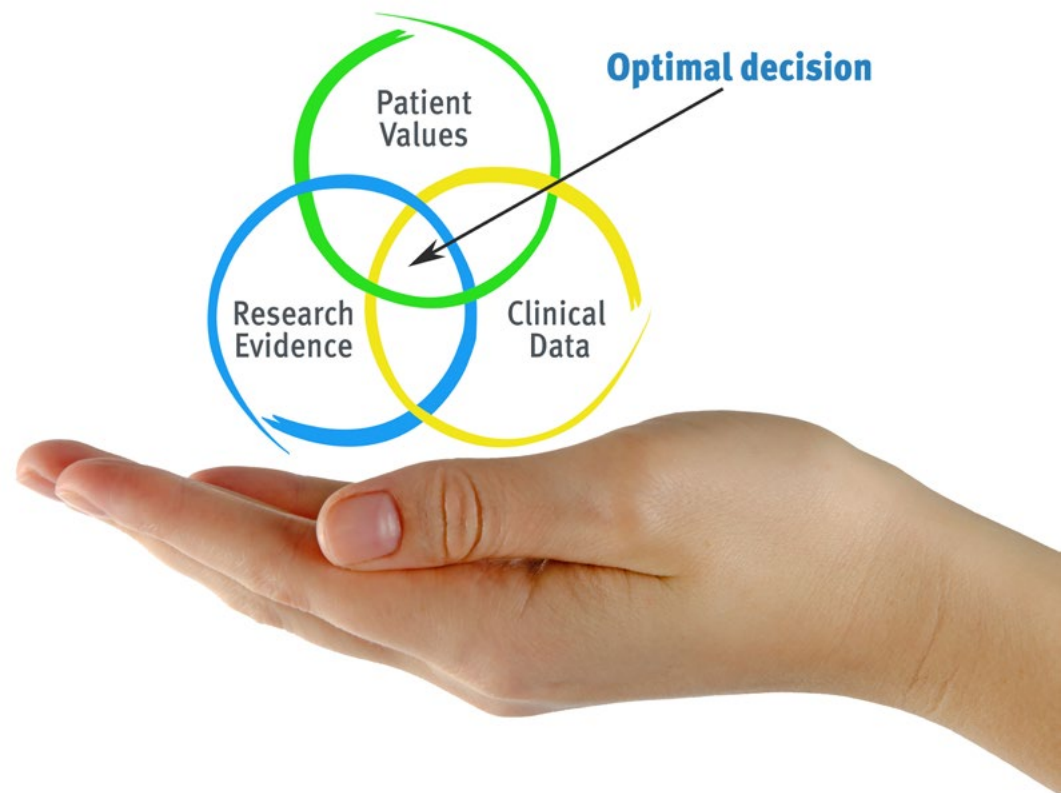 Optimal decision
Patient
Values
Research
Evidence
Clinical
Data